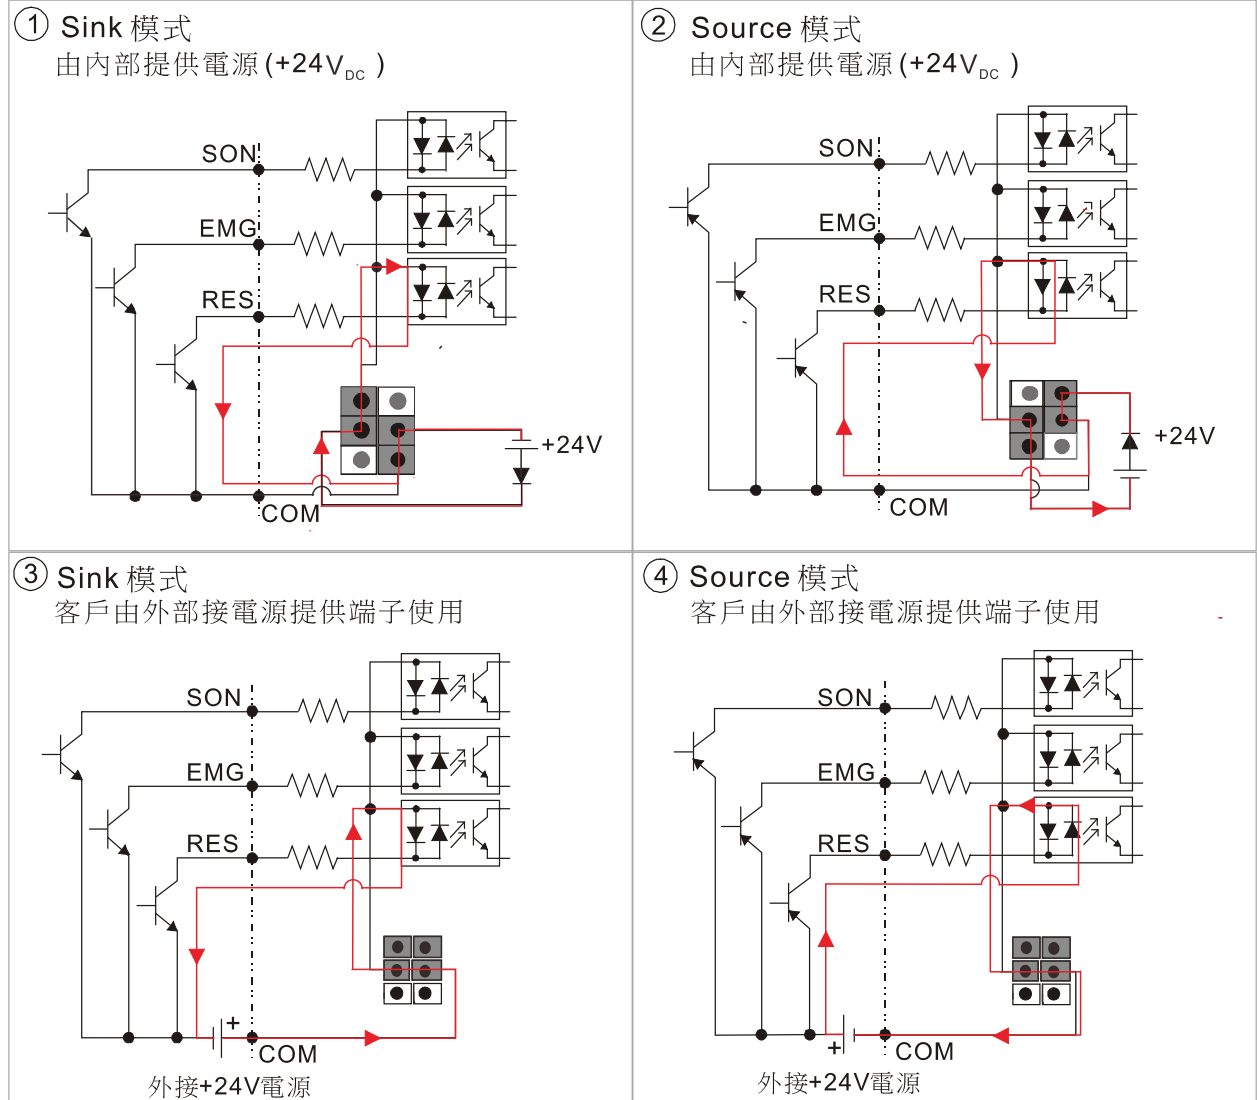 ① Sink 模式
由內部提供電源 (+24VDC )
SON
EMG
RES
+24V
COM
② Source 模式
由內部提供電源 (+24VDC )
SON
EMG
RES
+24V
COM
③ Sink 模式
客戶由外部接電源提供端子使用
SON
EMG
RES
+
COM
外接+24V電源
④ Source 模式
客戶由外部接電源提供端子使用
SON
EMG
RES
+
COM
外接+24V電源